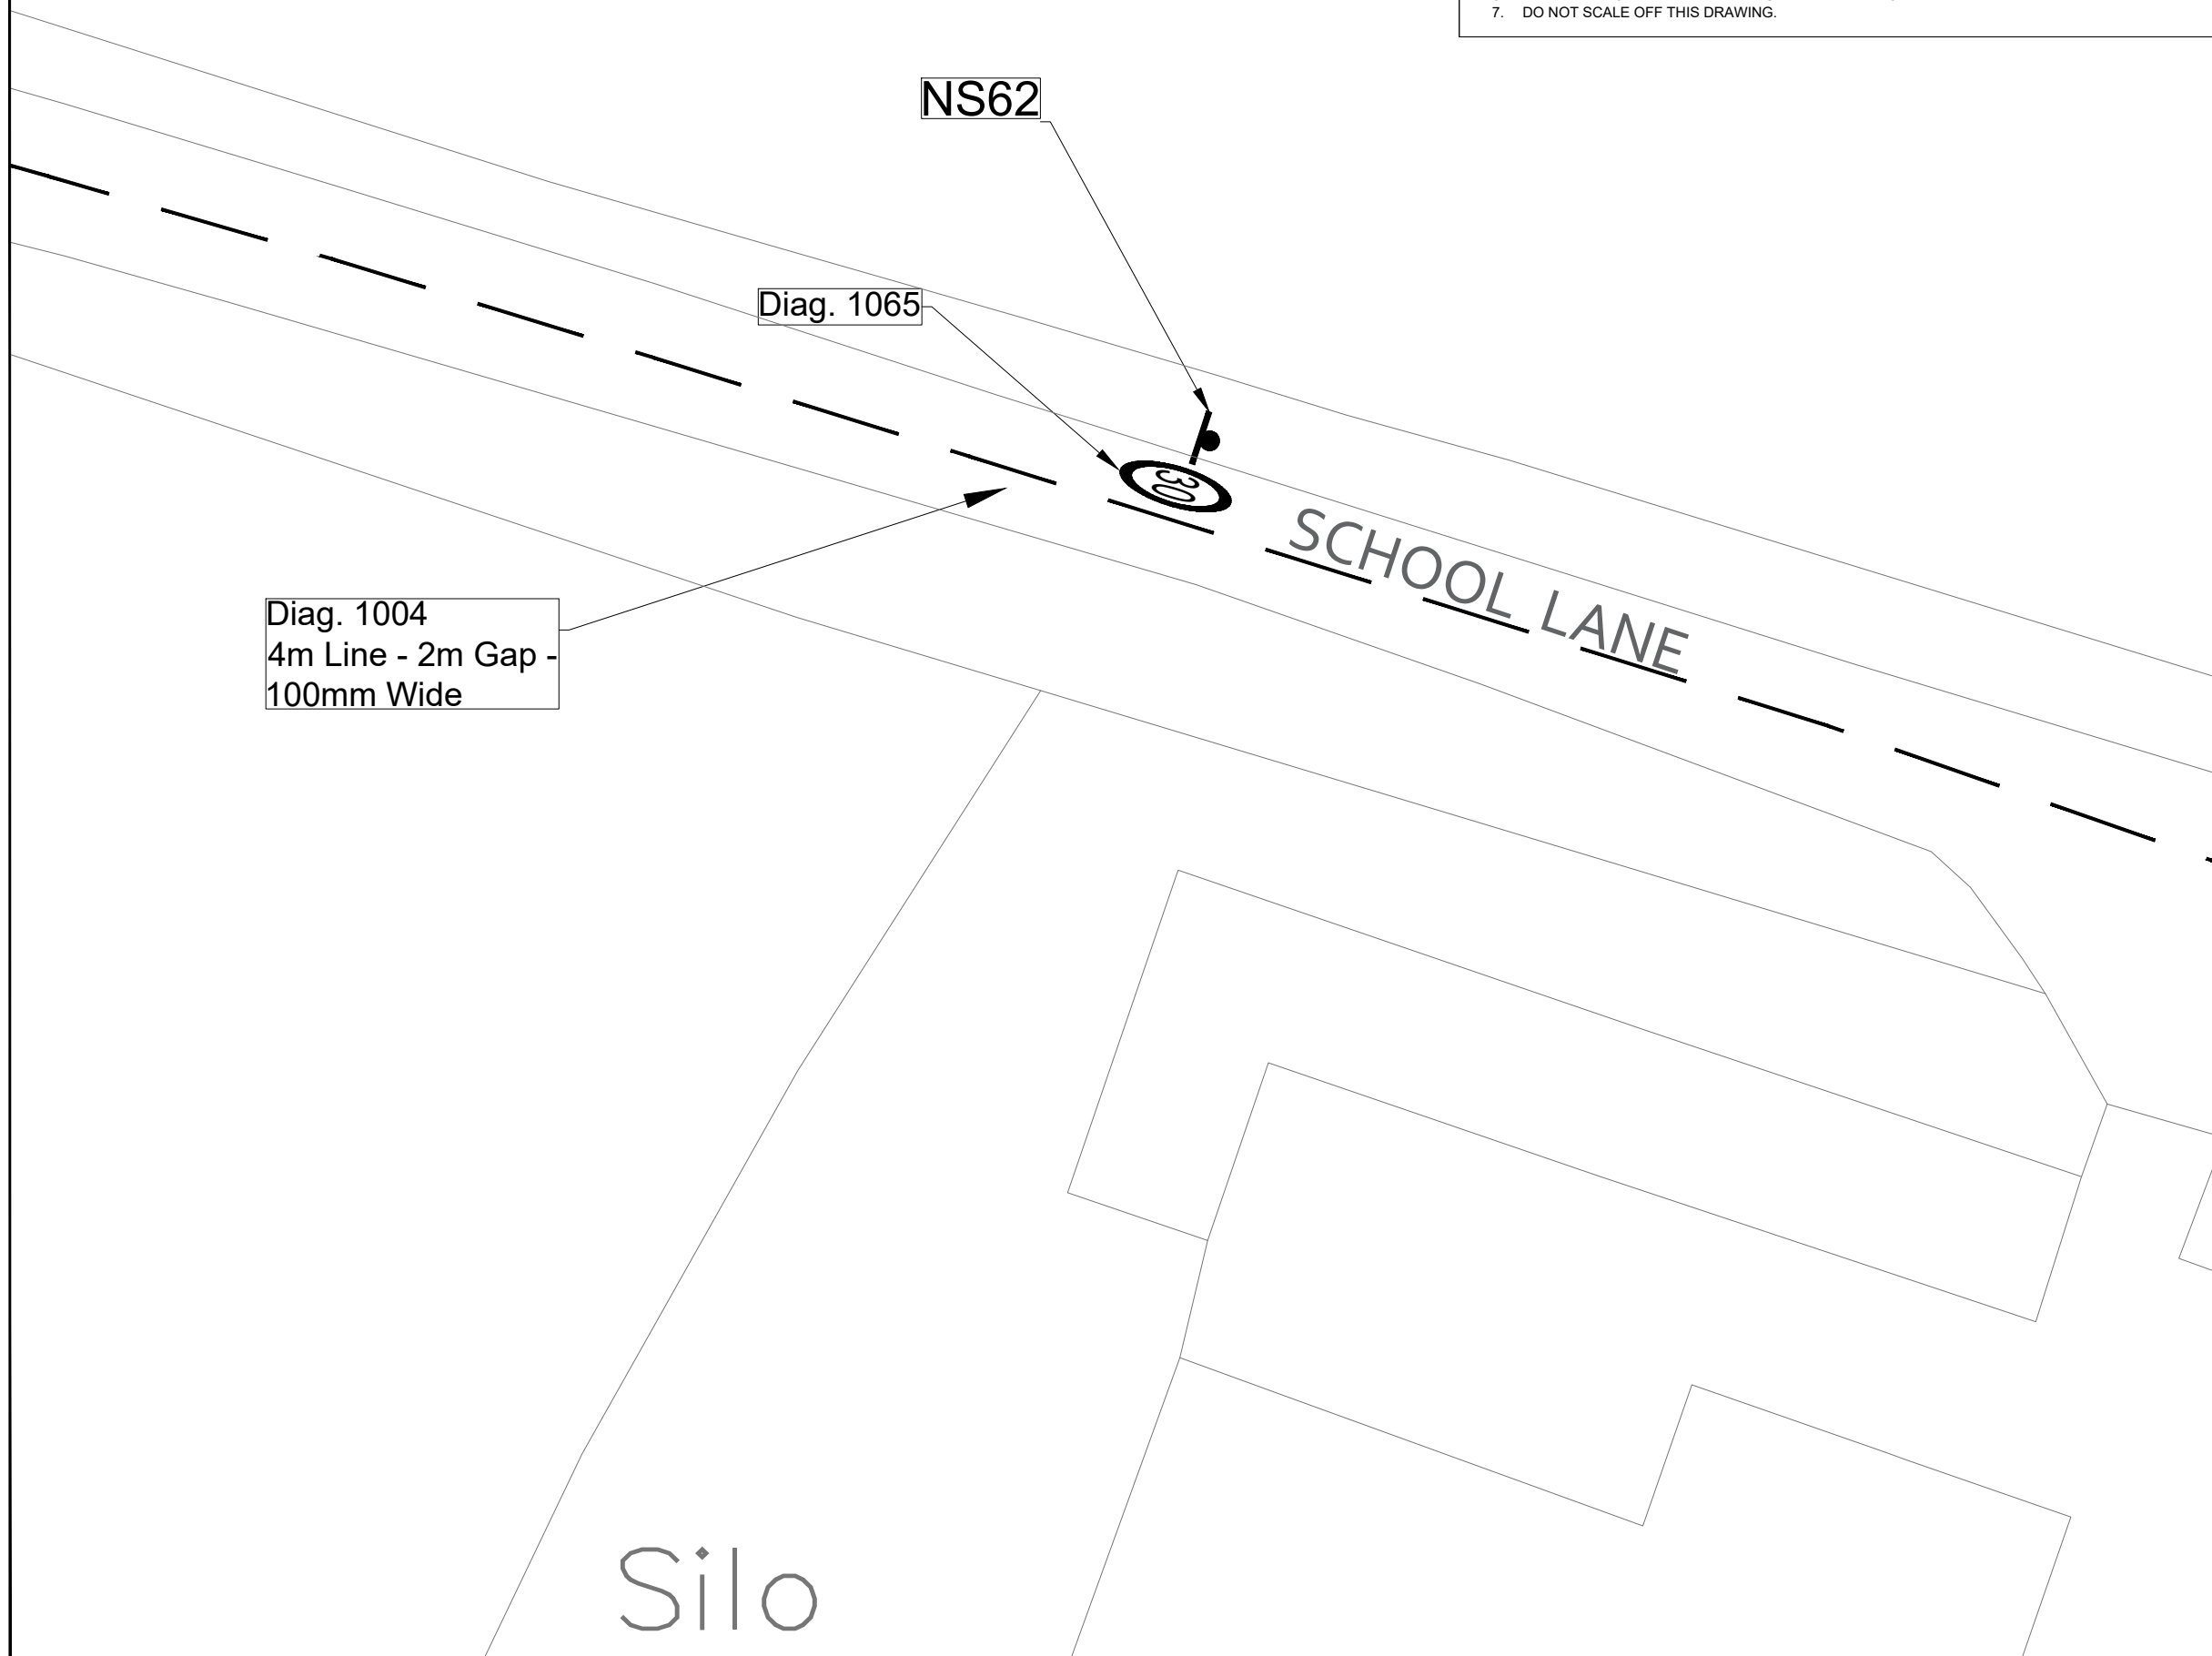 7. DO NOT SCALE OFF THIS DRAWING.
NS62
Diag. 1065
30
SCHOOL LANE
Diag. 1004
4m Line - 2m Gap -
100mm Wide
Silo